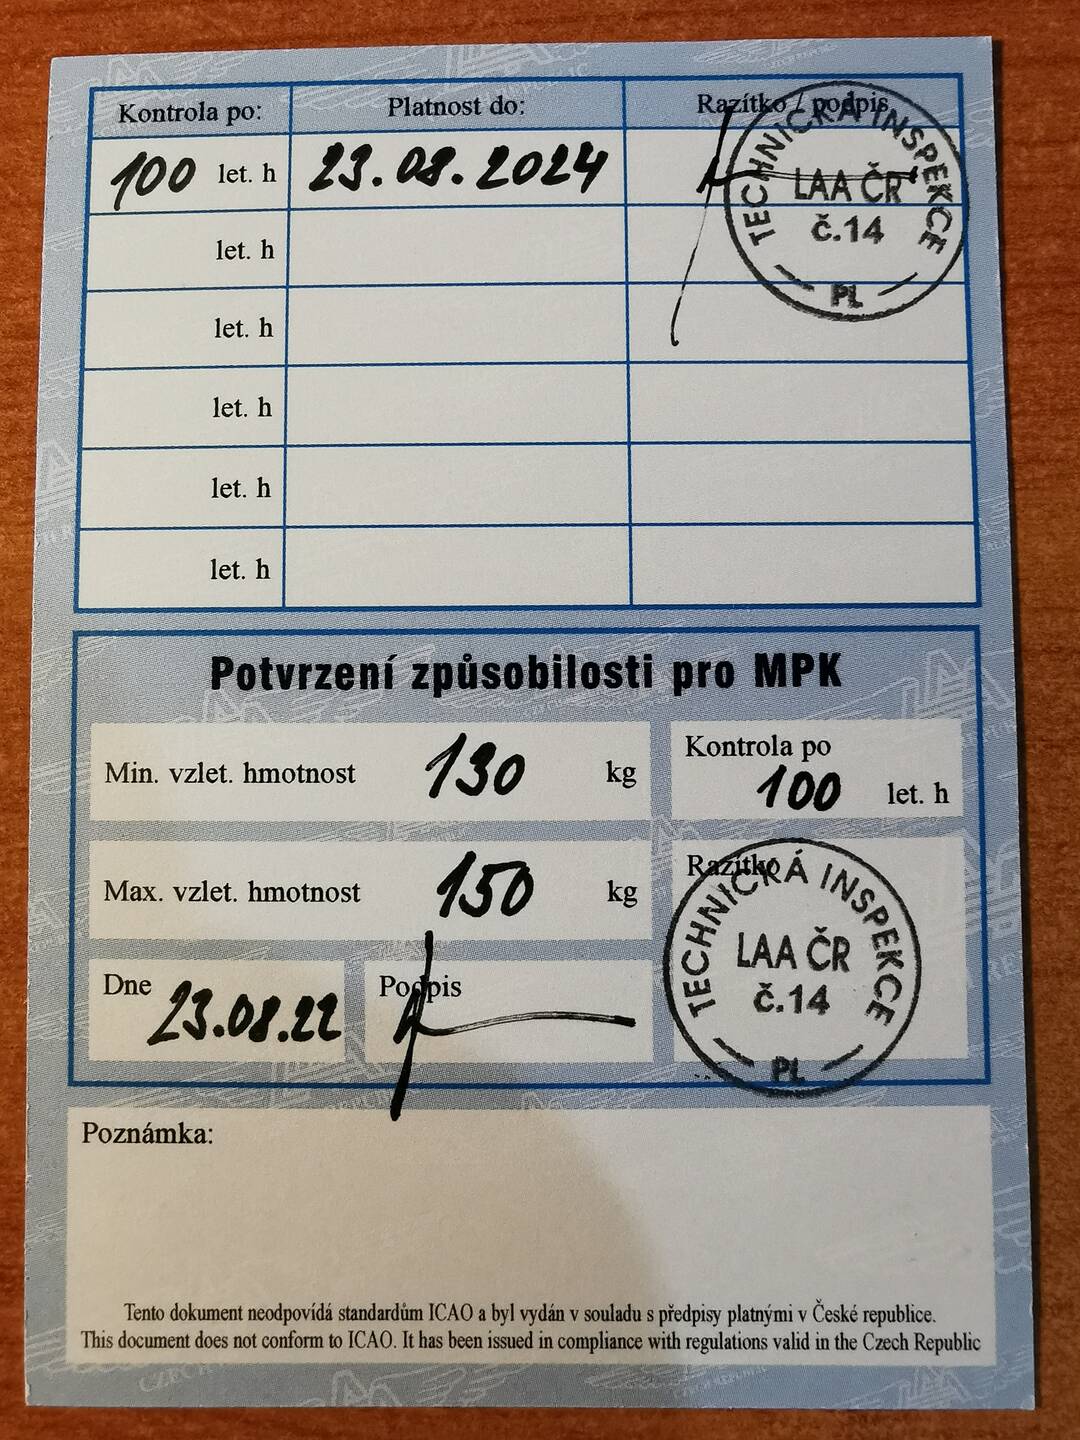 Kontrola po: Platnost do: Razítko / podpis
100 let. h 23.08.2024
TECHNICKÁ INSPEKCE
LAA ČR
č.14
PL
let. h
let. h
let. h
let. h
let. h
Potvrzení způsobilosti pro MPK
Min. vzlet. hmotnost 130 kg
Kontrola po
100 let. h
Max. vzlet. hmotnost 150 kg
Razítko
TECHNICKÁ INSPEKCE
LAA ČR
č.14
PL
Dne 23.08.22
Podpis
Poznámka:
Tento dokument neodpovídá standardům ICAO a byl vydán v souladu s předpisy platnými v České republice.
This document does not conform to ICAO. It has been issued in compliance with regulations valid in the Czech Republic